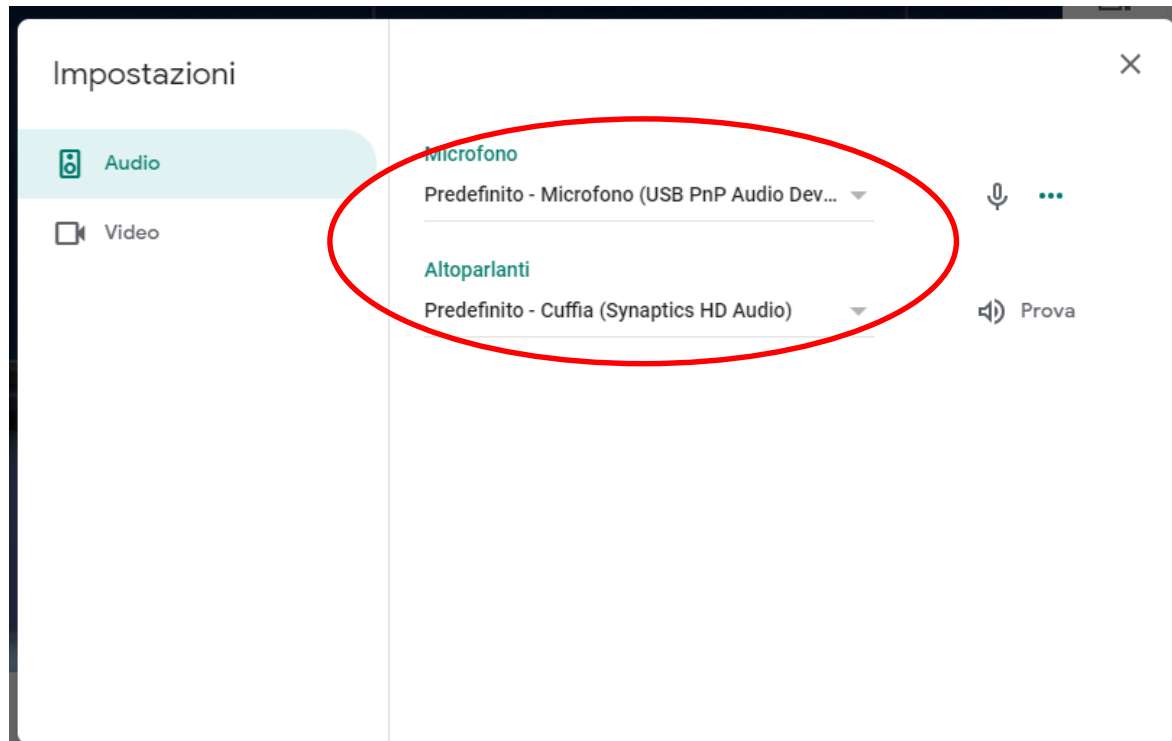 Impostazioni
Audio
Video
Microfono
Predefinito - Microfono (USB PnP Audio Dev...
Altoparlanti
Predefinito - Cuffia (Synaptics HD Audio)
Prova